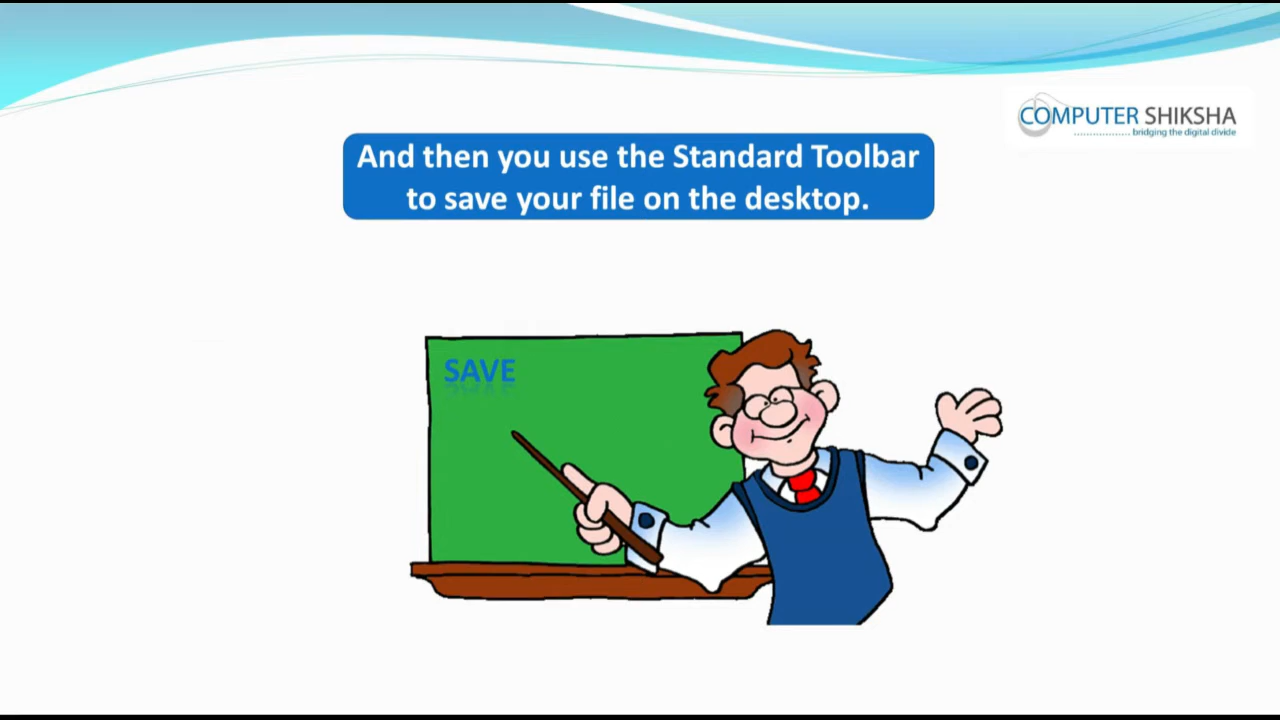 COMPUTER SHIKSHA
bridging the digital divide
And then you use the Standard Toolbar
to save your file on the desktop.
SAVE